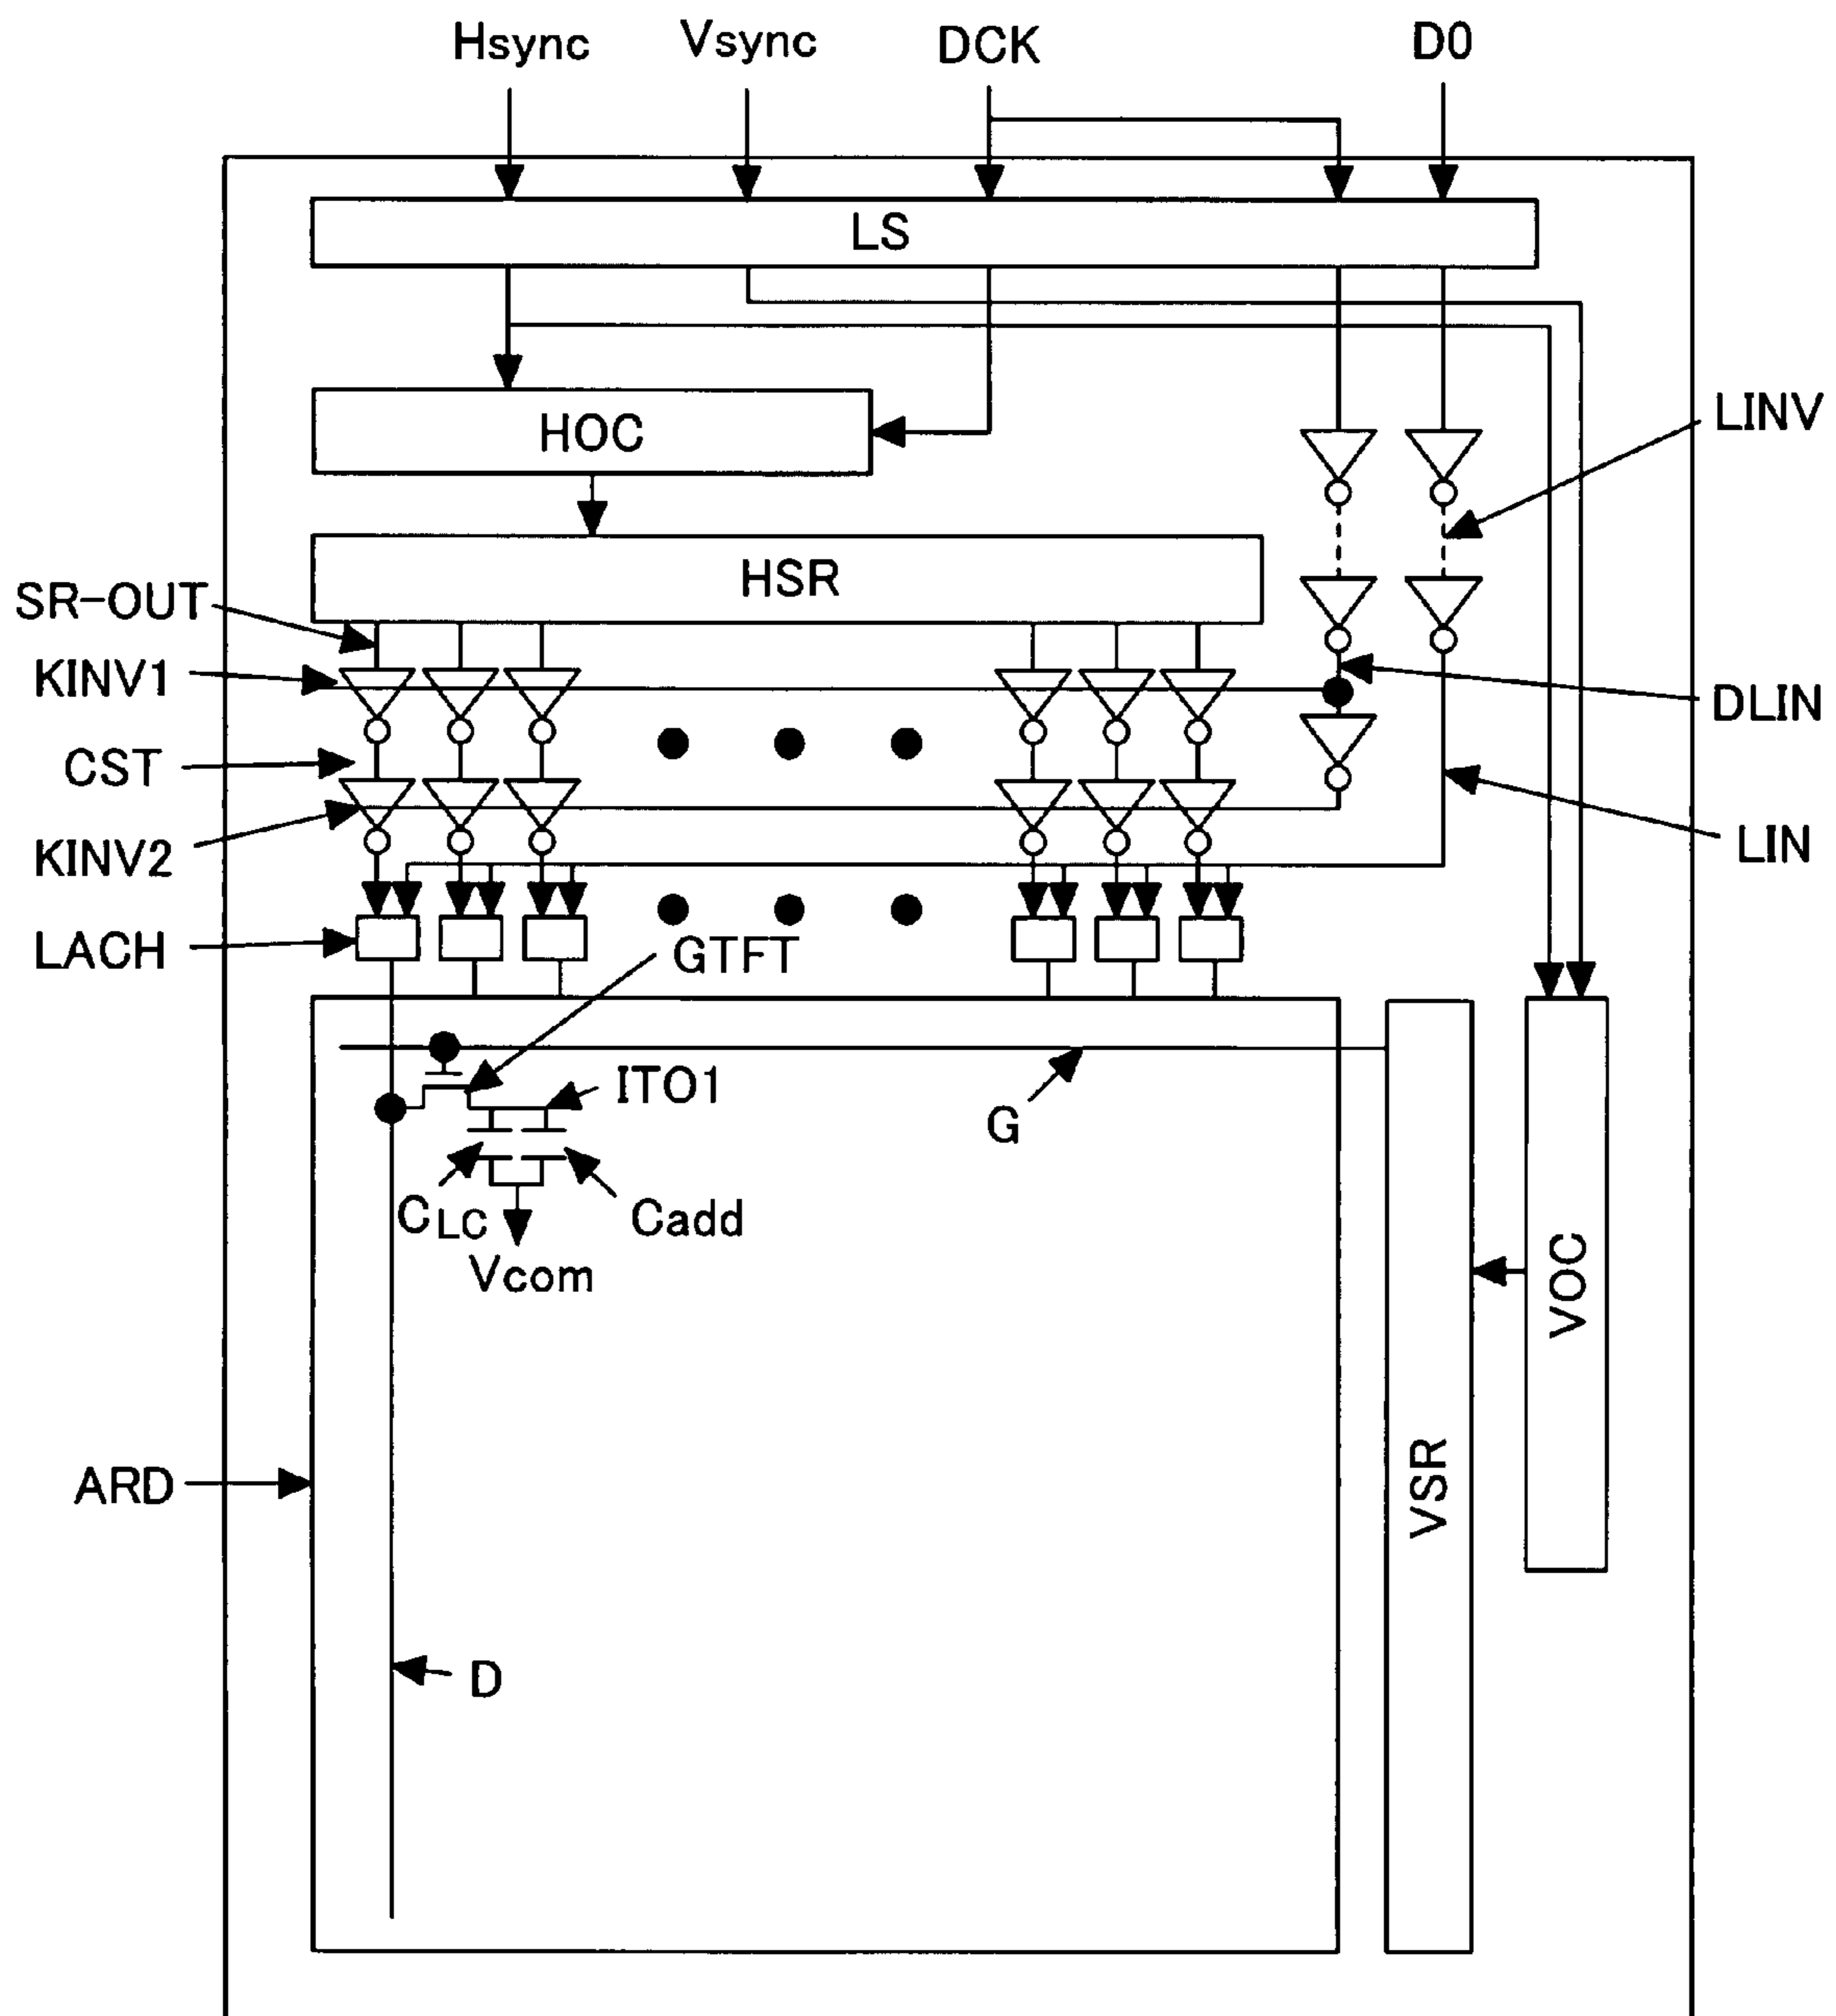 Hsync
Vsync
DCK
D0
LS
HOC
LINV
HSR
SR-OUT
KINV1
DLIN
CST
KINV2
LIN
LACH
GTFT
ITO1
G
CLC
Cadd
Vcom
VOC
ARD
VSR
D